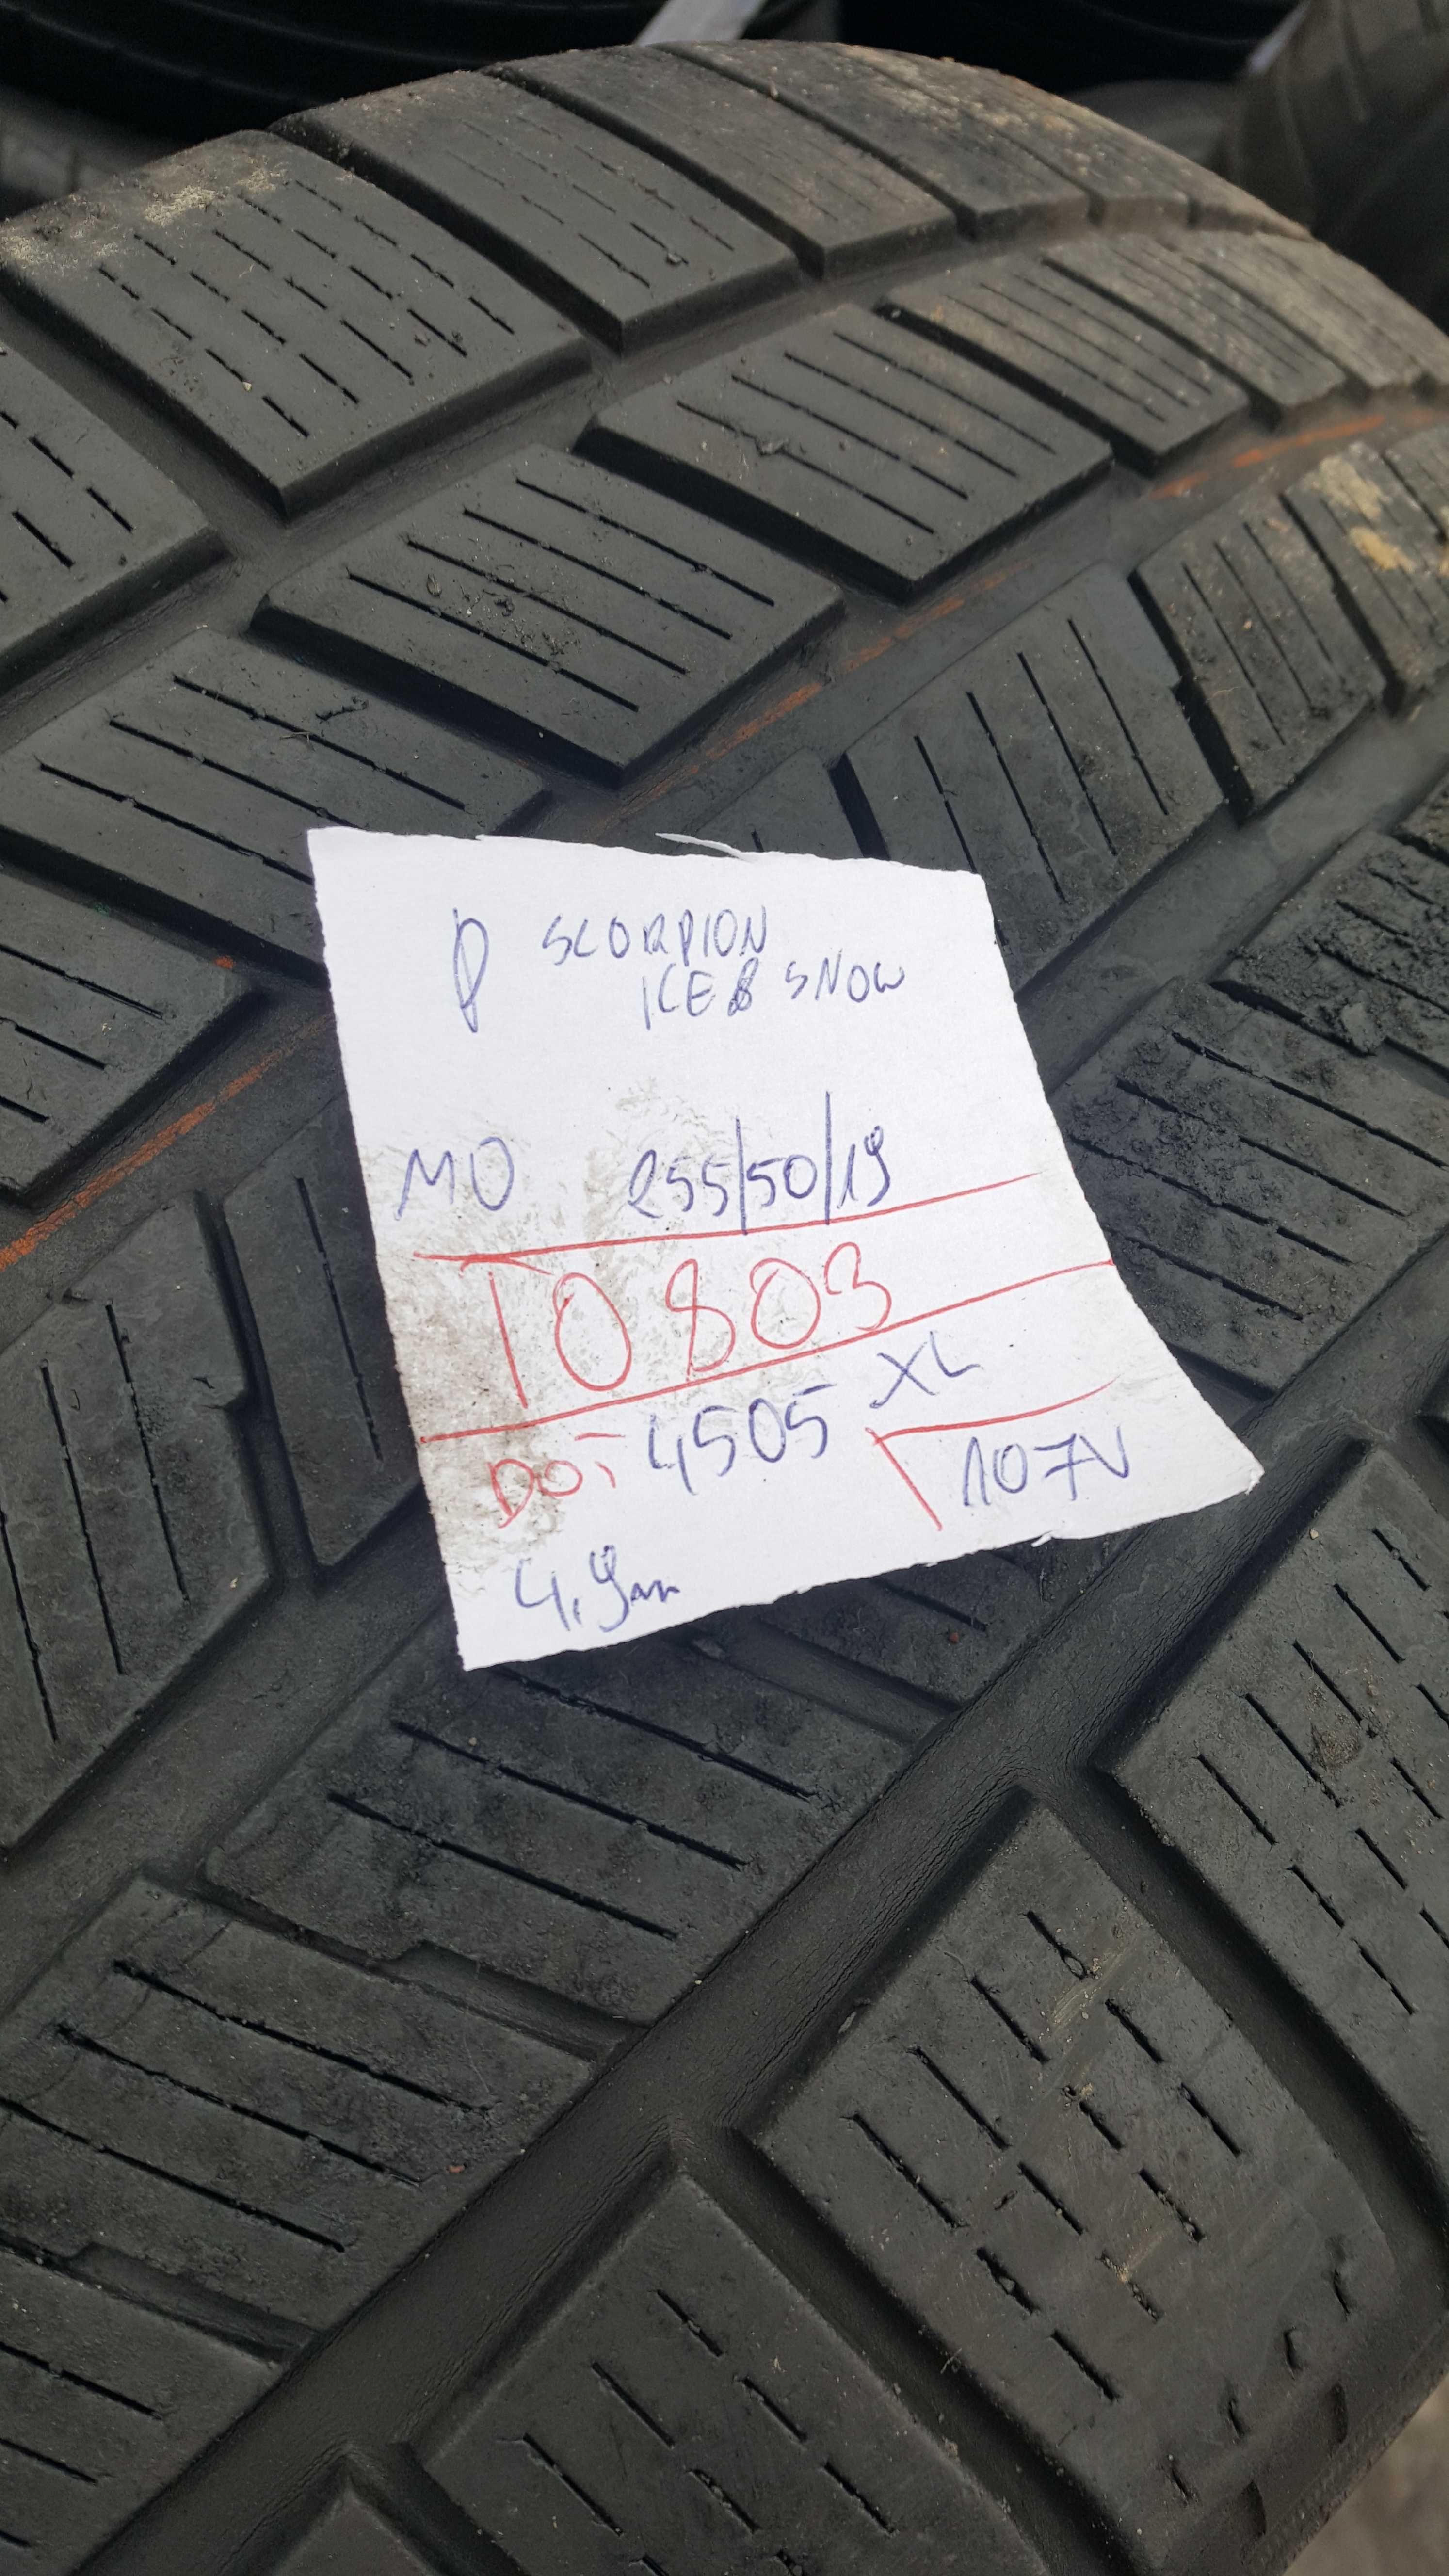 P SCORPION
ICE & SNOW
MO 255/50/19
T0803
DOT 4505 XL
107V
4,9mm